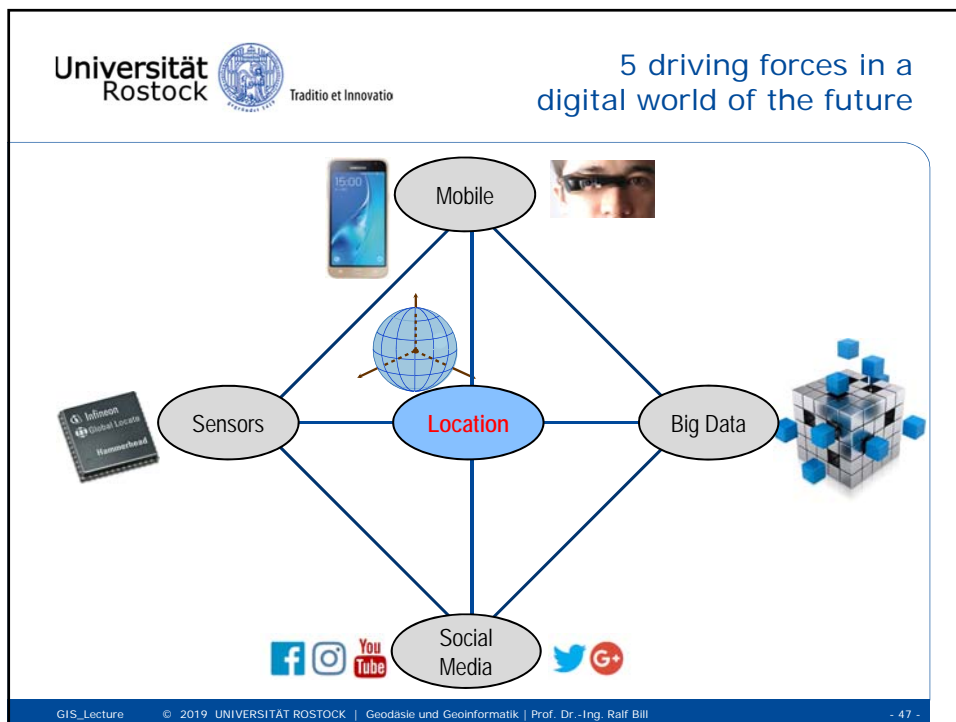 Universität
Rostock
Traditio et Innovatio
5 driving forces in a
digital world of the future
15:00
Mobile
Infineon
Global Locate
Hammerhead
Sensors
Location
Big Data
You
Tube
Social
Media
G+
GIS_Lecture © 2019 UNIVERSITÄT ROSTOCK | Geodäsie und Geoinformatik | Prof. Dr.-Ing. Ralf Bill - 47 -